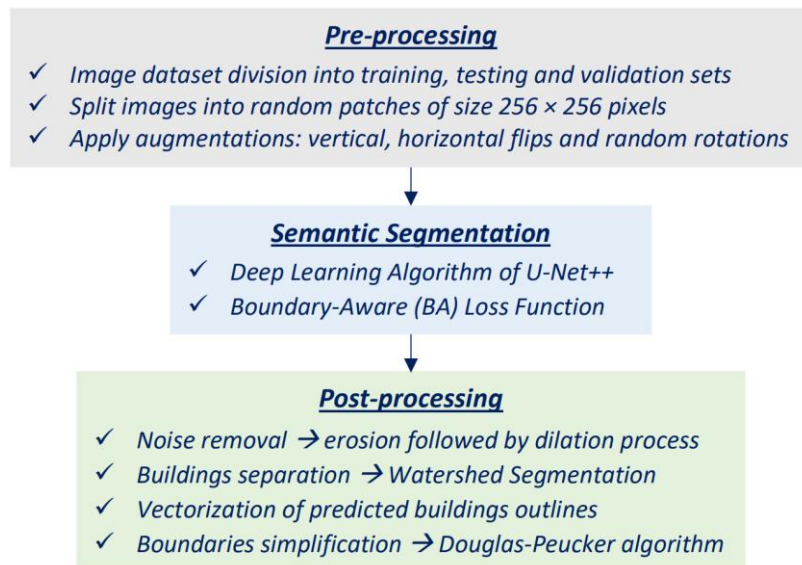 Pre-processing
✓ Image dataset division into training, testing and validation sets
✓ Split images into random patches of size 256 × 256 pixels
✓ Apply augmentations: vertical, horizontal flips and random rotations
Semantic Segmentation
✓ Deep Learning Algorithm of U-Net++
✓ Boundary-Aware (BA) Loss Function
Post-processing
✓ Noise removal → erosion followed by dilation process
✓ Buildings separation → Watershed Segmentation
✓ Vectorization of predicted buildings outlines
✓ Boundaries simplification → Douglas-Peucker algorithm